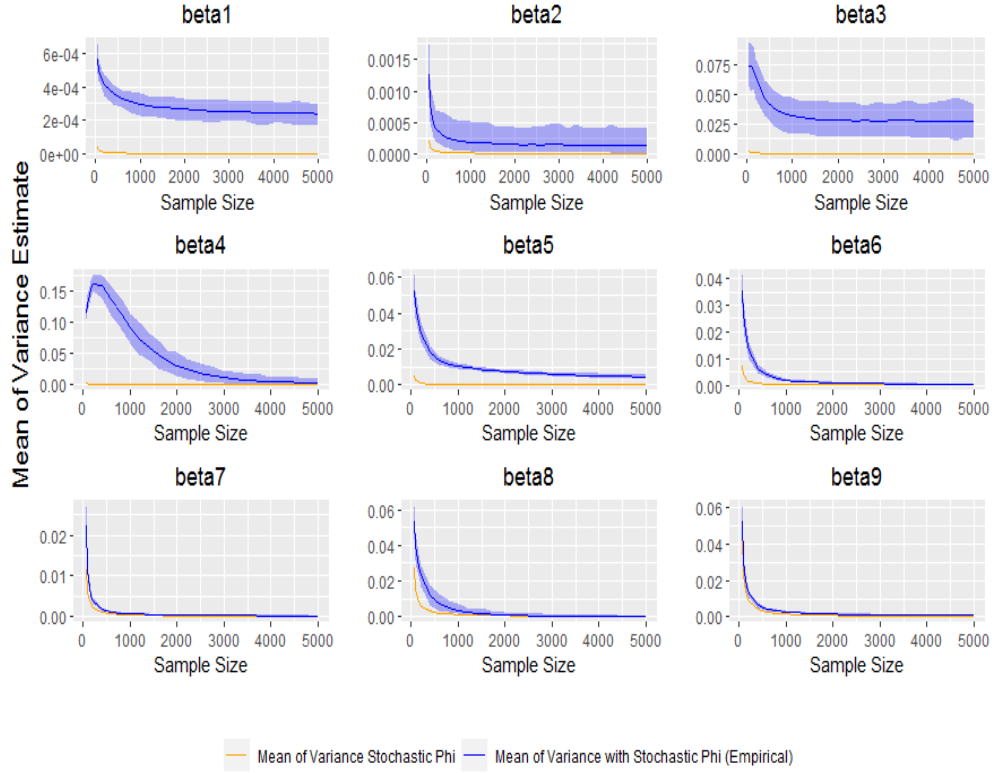 beta1 beta2 beta3
6e-04
4e-04
2e-04
0e+00
0 1000 2000 3000 4000 5000
Sample Size
0.0015
0.0010
0.0005
0.0000
0 1000 2000 3000 4000 5000
Sample Size
0.075
0.050
0.025
0.000
0 1000 2000 3000 4000 5000
Sample Size
Mean of Variance Estimate
beta4 beta5 beta6
0.15
0.10
0.05
0.00
0 1000 2000 3000 4000 5000
Sample Size
0.06
0.04
0.02
0.00
0 1000 2000 3000 4000 5000
Sample Size
0.04
0.03
0.02
0.01
0.00
0 1000 2000 3000 4000 5000
Sample Size
beta7 beta8 beta9
0.02
0.01
0.00
0 1000 2000 3000 4000 5000
Sample Size
0.06
0.04
0.02
0.00
0 1000 2000 3000 4000 5000
Sample Size
0.06
0.04
0.02
0.00
0 1000 2000 3000 4000 5000
Sample Size
Mean of Variance Stochastic Phi Mean of Variance with Stochastic Phi (Empirical)